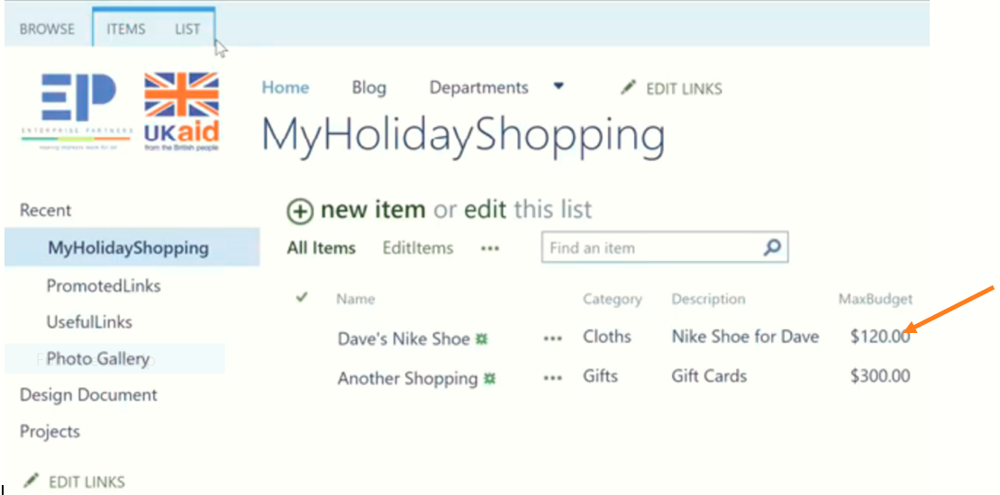 BROWSE ITEMS LIST
EP
ENTERPRISE PARTNERS
UKaid
from the British people
Home Blog Departments EDIT LINKS
MyHolidayShopping
Recent
MyHolidayShopping
PromotedLinks
UsefulLinks
Photo Gallery
Design Document
Projects
EDIT LINKS
new item or edit this list
All Items EditItems ••• Find an item
Name Category Description MaxBudget
Dave's Nike Shoe ••• Cloths Nike Shoe for Dave $120.00
Another Shopping ••• Gifts Gift Cards $300.00